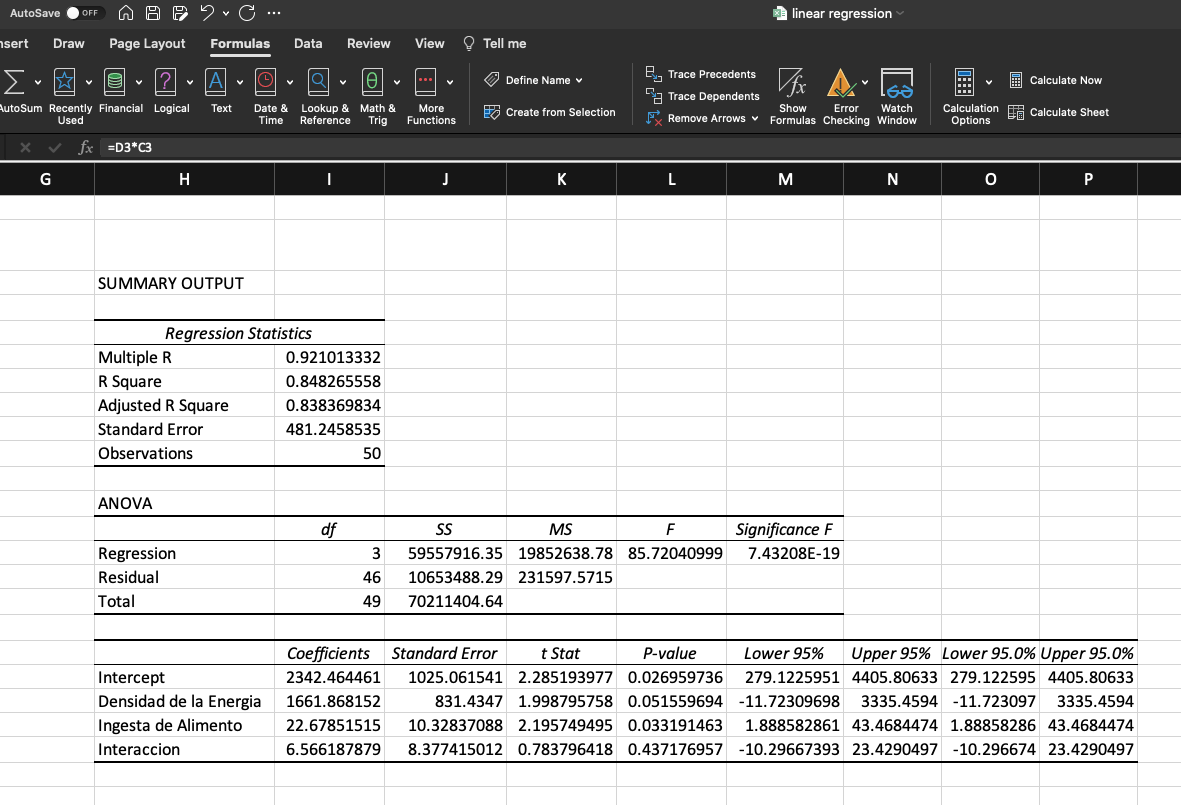 AutoSave OFF linear regression
nsert Draw Page Layout Formulas Data Review View Tell me
AutoSum Recently Used Financial Logical Text Date & Time Lookup & Reference Math & Trig More Functions
Define Name
Create from Selection
Trace Precedents
Trace Dependents
Remove Arrows
Show Formulas Error Checking Watch Window
Calculation Options
Calculate Now
Calculate Sheet
fx =D3*C3
G H I J K L M N O P
SUMMARY OUTPUT
Regression Statistics
Multiple R 0.921013332
R Square 0.848265558
Adjusted R Square 0.838369834
Standard Error 481.2458535
Observations 50
ANOVA
df SS MS F Significance F
Regression 3 59557916.35 19852638.78 85.72040999 7.43208E-19
Residual 46 10653488.29 231597.5715
Total 49 70211404.64
Coefficients Standard Error t Stat P-value Lower 95% Upper 95% Lower 95.0% Upper 95.0%
Intercept 2342.464461 1025.061541 2.285193977 0.026959736 279.1225951 4405.80633 279.122595 4405.80633
Densidad de la Energia 1661.868152 831.4347 1.998795758 0.051559694 -11.72309698 3335.4594 -11.723097 3335.4594
Ingesta de Alimento 22.67851515 10.32837088 2.195749495 0.033191463 1.888582861 43.4684474 1.88858286 43.4684474
Interaccion 6.566187879 8.377415012 0.783796418 0.437176957 -10.29667393 23.4290497 -10.296674 23.4290497